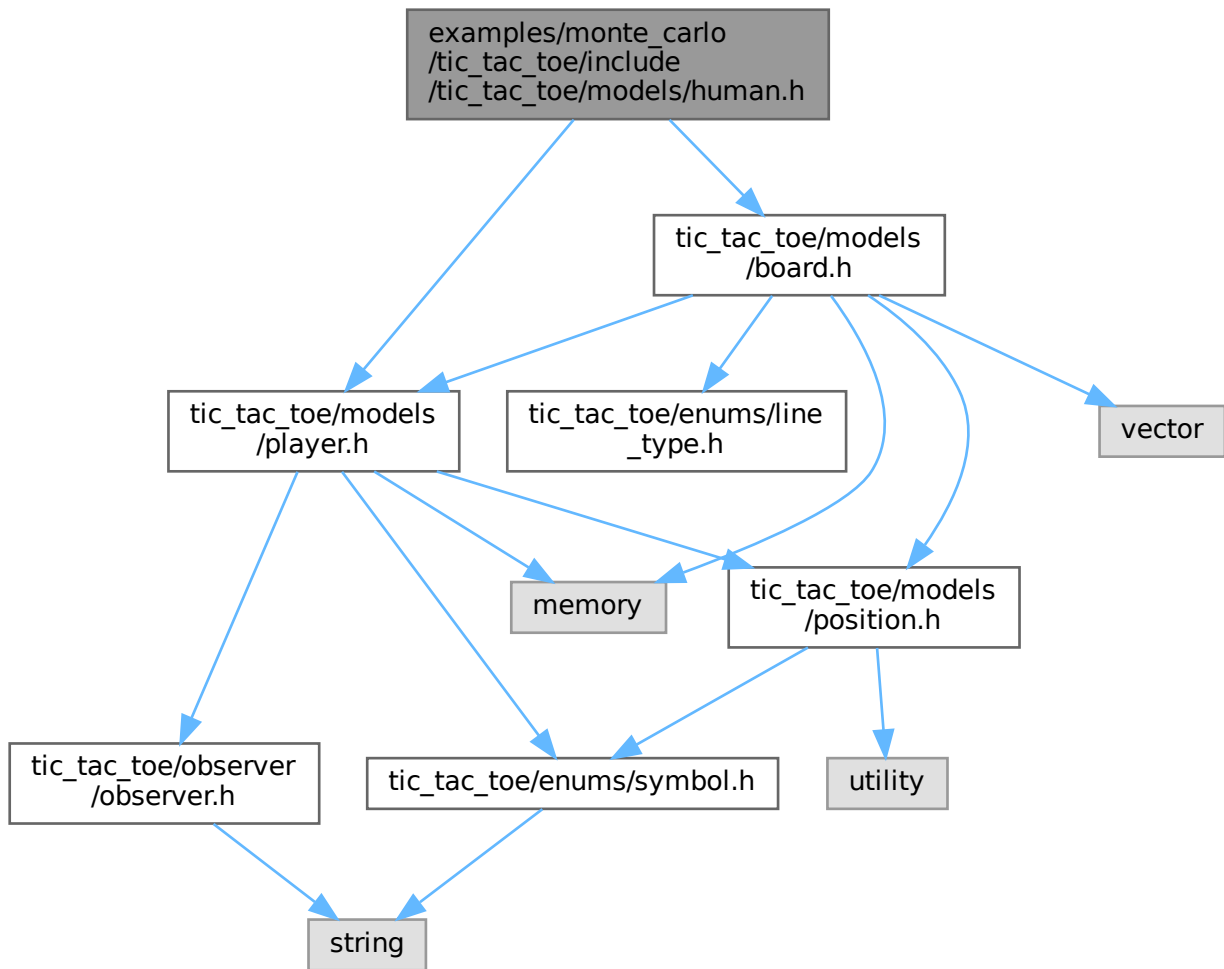 examples/monte_carlo
/tic_tac_toe/include
/tic_tac_toe/models/human.h
tic_tac_toe/models
/board.h
tic_tac_toe/models
/player.h
tic_tac_toe/enums/line
_type.h
vector
memory
tic_tac_toe/models
/position.h
tic_tac_toe/observer
/observer.h
tic_tac_toe/enums/symbol.h
utility
string